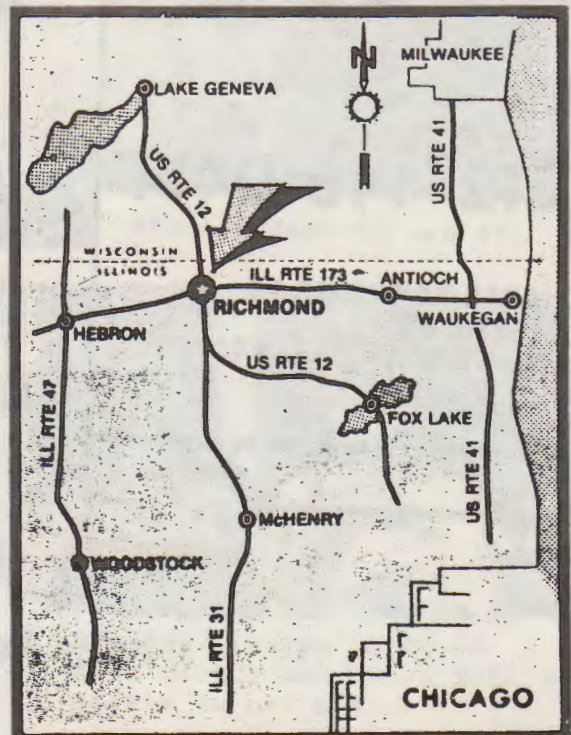 N
MILWAUKEE
LAKE GENEVA
US RTE 12
US RTE 41
WISCONSIN
ILLINOIS
ILL RTE 173
ANTIOCH
RICHMOND
WAUKEGAN
HEBRON
US RTE 12
FOX LAKE
ILL RTE 47
US RTE 41
McHENRY
WOODSTOCK
ILL RTE 31
CHICAGO